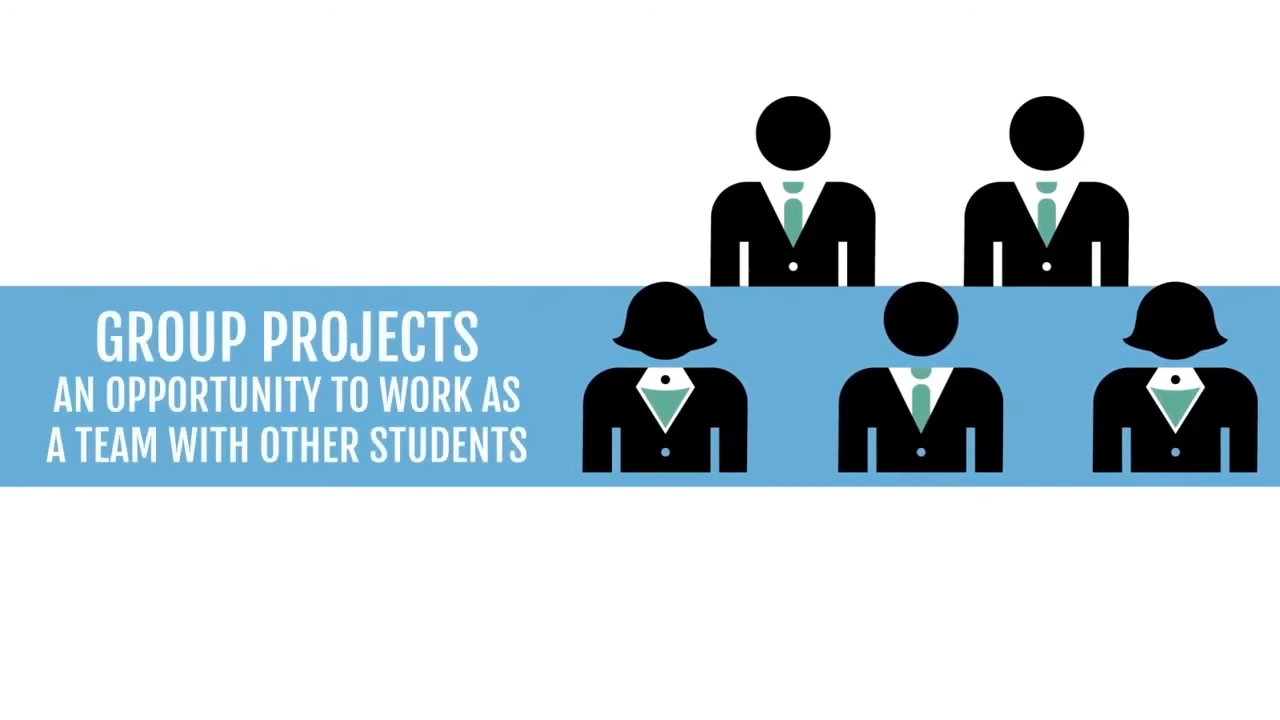 GROUP PROJECTS
AN OPPORTUNITY TO WORK AS
A TEAM WITH OTHER STUDENTS